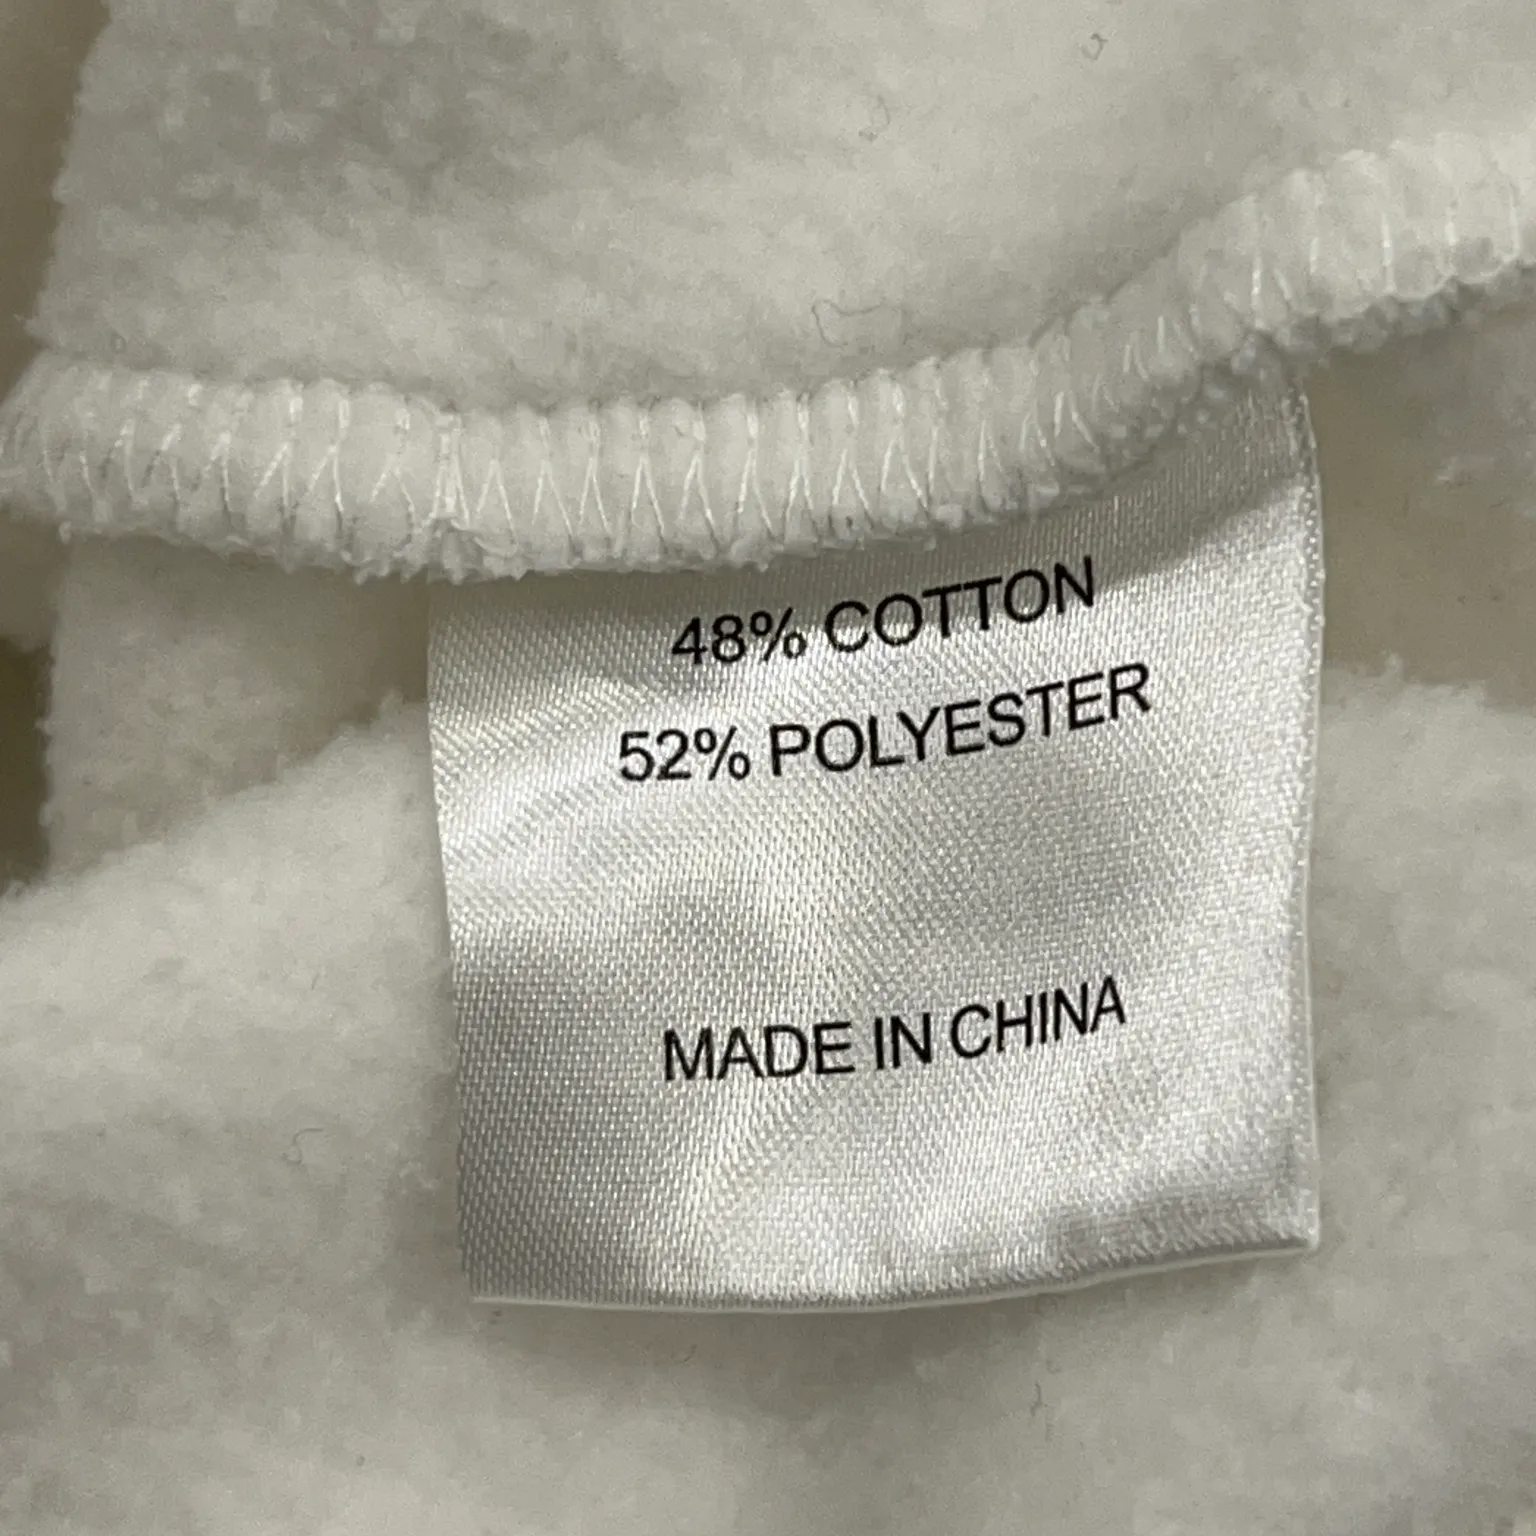 48% COTTON
52% POLYESTER
MADE IN CHINA